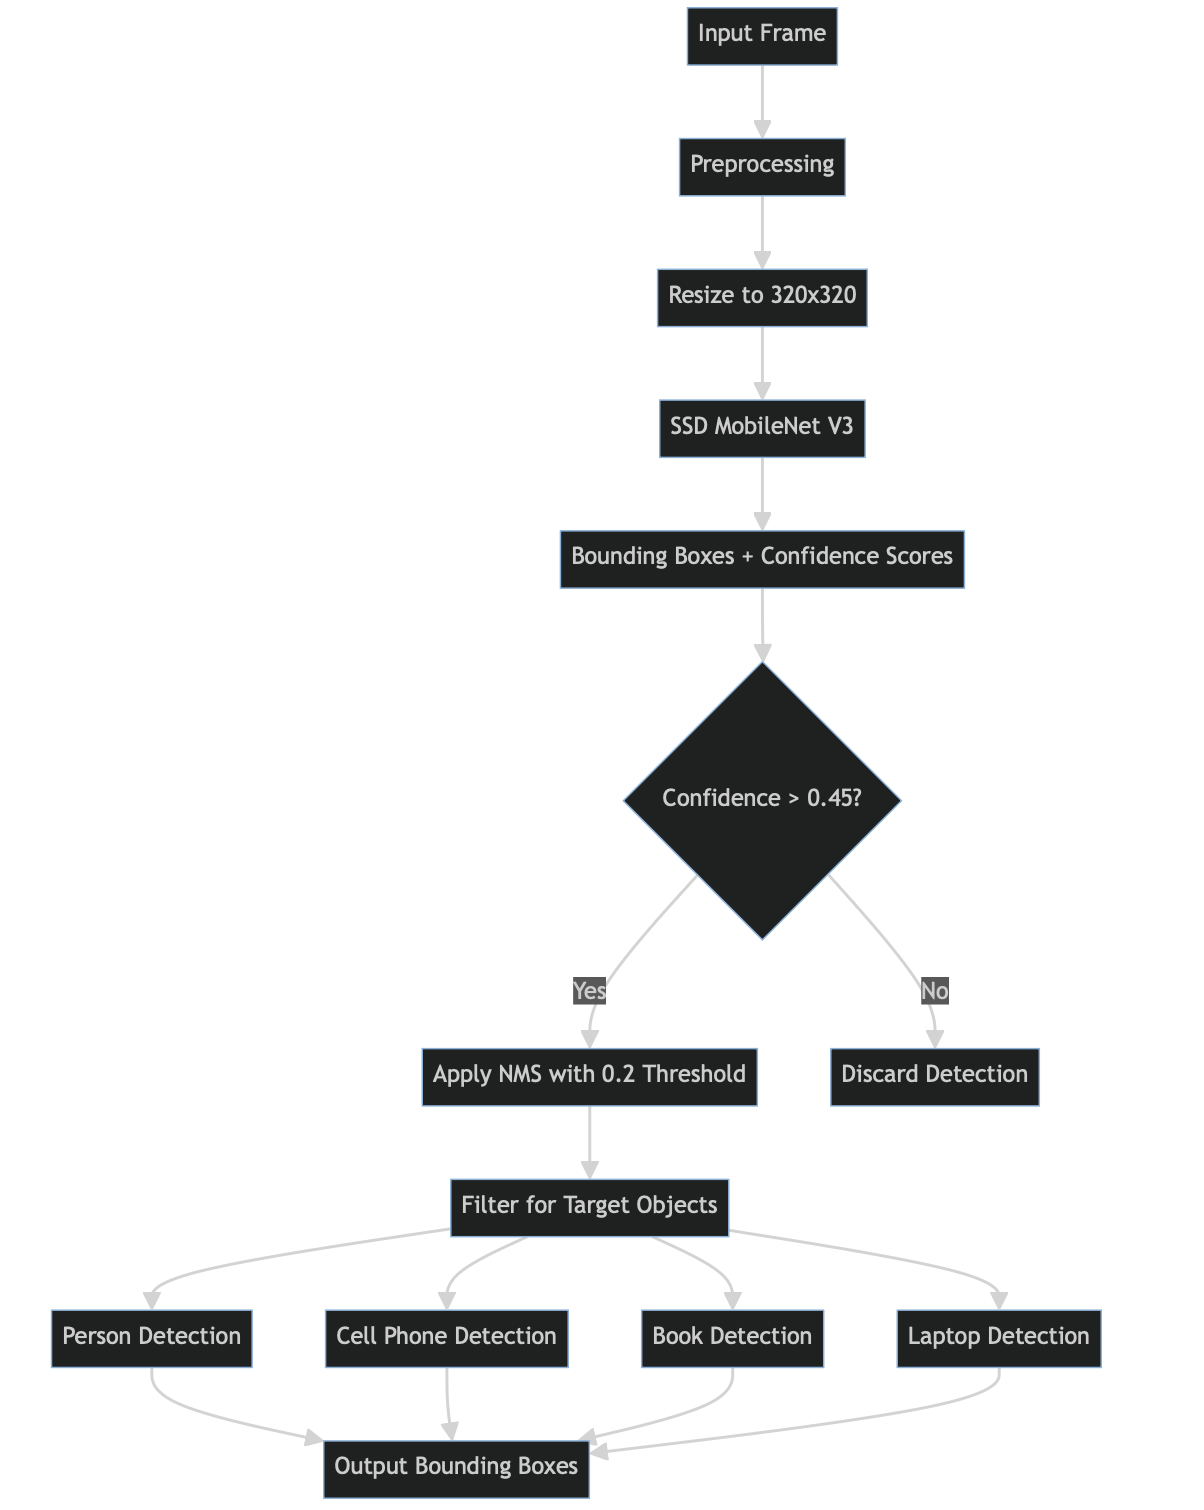 Input Frame
Preprocessing
Resize to 320x320
SSD MobileNet V3
Bounding Boxes + Confidence Scores
Confidence > 0.45?
Yes
No
Apply NMS with 0.2 Threshold
Discard Detection
Filter for Target Objects
Person Detection
Cell Phone Detection
Book Detection
Laptop Detection
Output Bounding Boxes